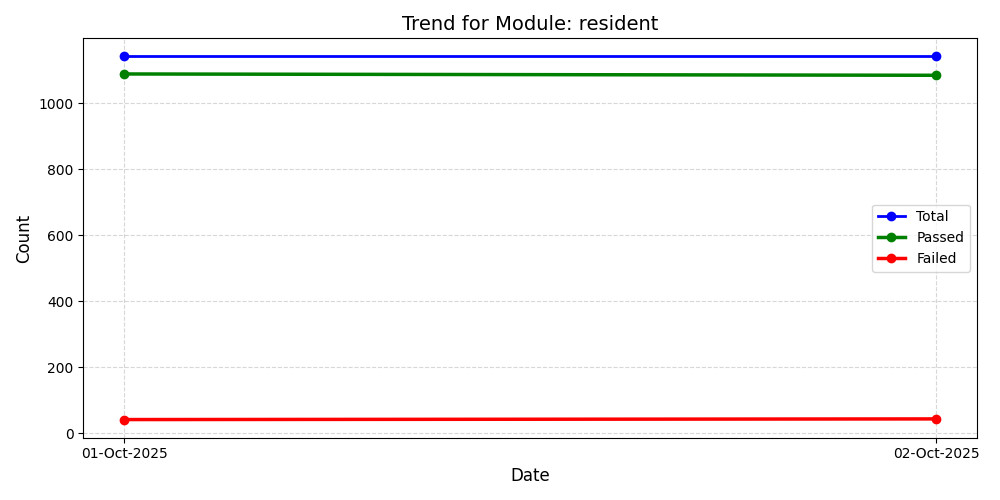 Trend for Module: resident
Count
1000
800
600
400
200
0
Total
Passed
Failed
01-Oct-2025
02-Oct-2025
Date